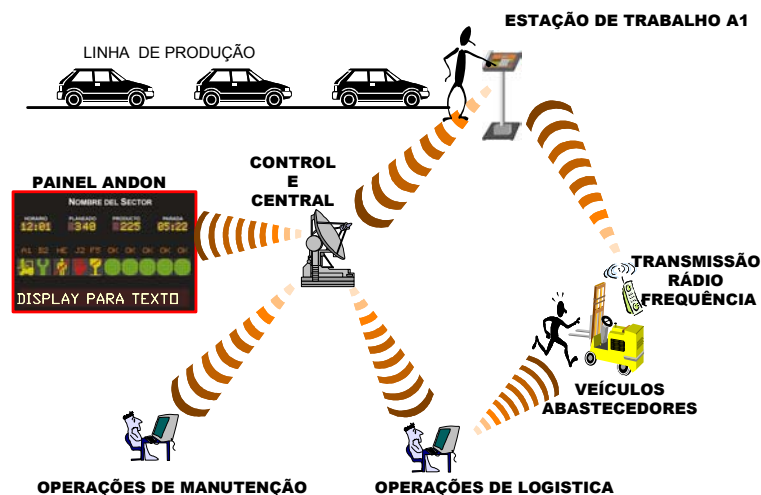 ESTAÇÃO DE TRABALHO A1
LINHA DE PRODUÇÃO
CONTROL
E
CENTRAL
PAINEL ANDON
NOMBRE DEL SECTOR
HORARIO PLANEADO PRODUCTO PARADA
12:01 340 225 05:22
A1 B2 HC J2 F5 OK OK OK OK OK
DISPLAY PARA TEXTO
TRANSMISSÃO
RÁDIO
FREQUÊNCIA
VEÍCULOS
ABASTECEDORES
OPERAÇÕES DE MANUTENÇÃO
OPERAÇÕES DE LOGISTICA